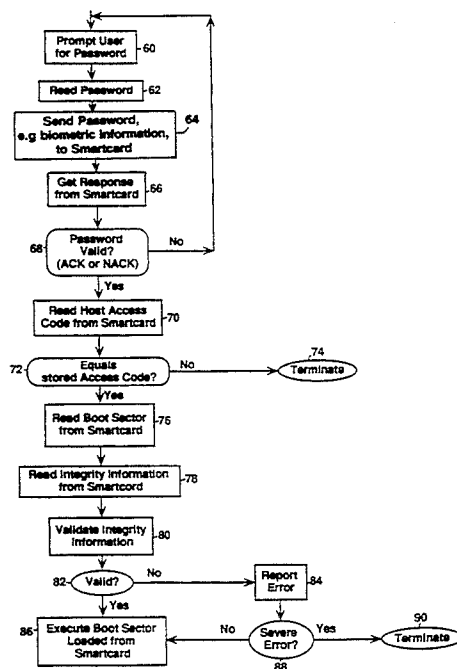 Prompt User
for Password
60
Read Password
62
Send Password,
e.g biometric information,
to Smartcard
64
Get Response
from Smartcard
66
Password
Valid?
(ACK or NACK)
68
No
Yes
Read Host Access
Code from Smartcard
70
Equals
stored Access Code?
72
No
74
Terminate
Yes
Read Boot Sector
from Smartcard
76
Read Integrity Information
from Smartcord
78
Validate Integrity
Information
80
82
Valid?
No
Report
Error
84
Yes
86
Execute Boot Sector
Loaded from
Smartcard
No
Severe
Error?
88
Yes
90
Terminate